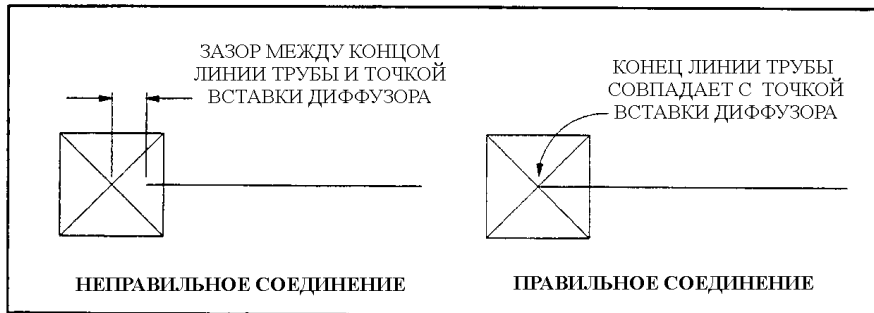 ЗАЗОР МЕЖДУ КОНЦОМ
ЛИНИИ ТРУБЫ И ТОЧКОЙ
ВСТАВКИ ДИФФУЗОРА
НЕПРАВИЛЬНОЕ СОЕДИНЕНИЕ
КОНЕЦ ЛИНИИ ТРУБЫ
СОВПАДАЕТ С ТОЧКОЙ
ВСТАВКИ ДИФФУЗОРА
ПРАВИЛЬНОЕ СОЕДИНЕНИЕ